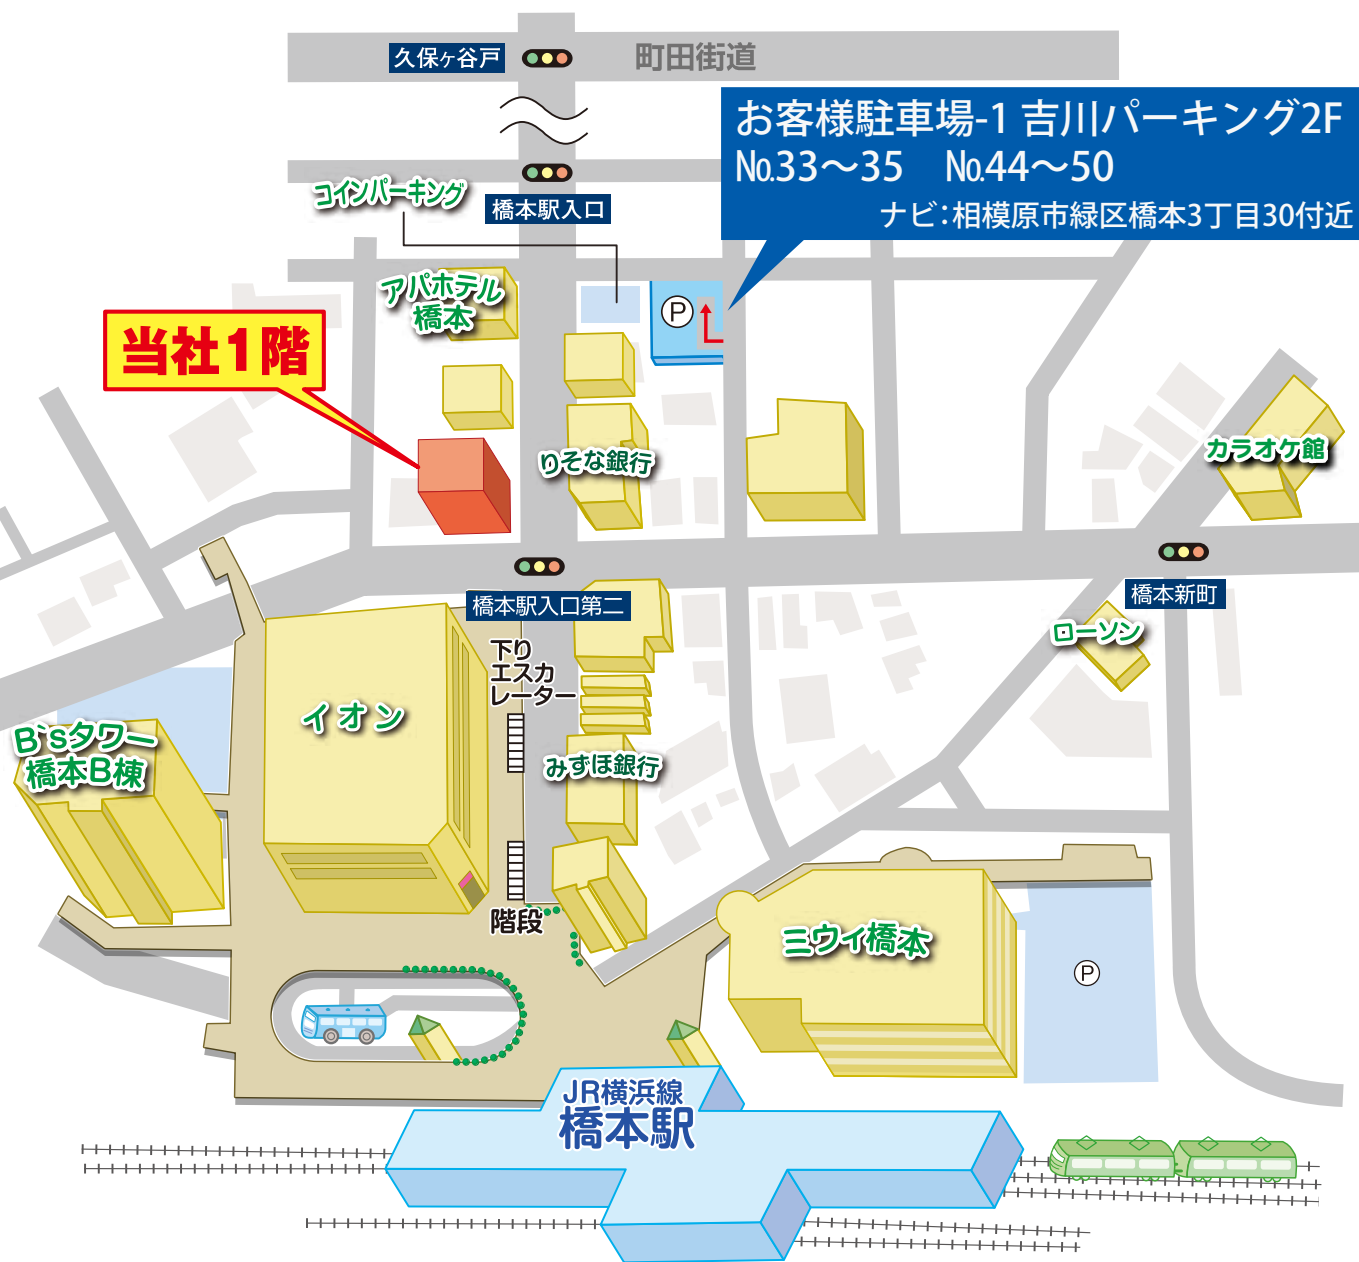 久保ヶ谷戸
町田街道
お客様駐車場-1 吉川パーキング2F
№33～35　№44～50
ナビ：相模原市緑区橋本3丁目30付近
コインパーキング
橋本駅入口
アパホテル
橋本
P
当社1階
りそな銀行
カラオケ館
橋本駅入口第二
橋本新町
ローソン
下り
エスカ
レーター
イオン
B'sタワー
橋本B棟
みずほ銀行
階段
ミウィ橋本
P
JR横浜線
橋本駅